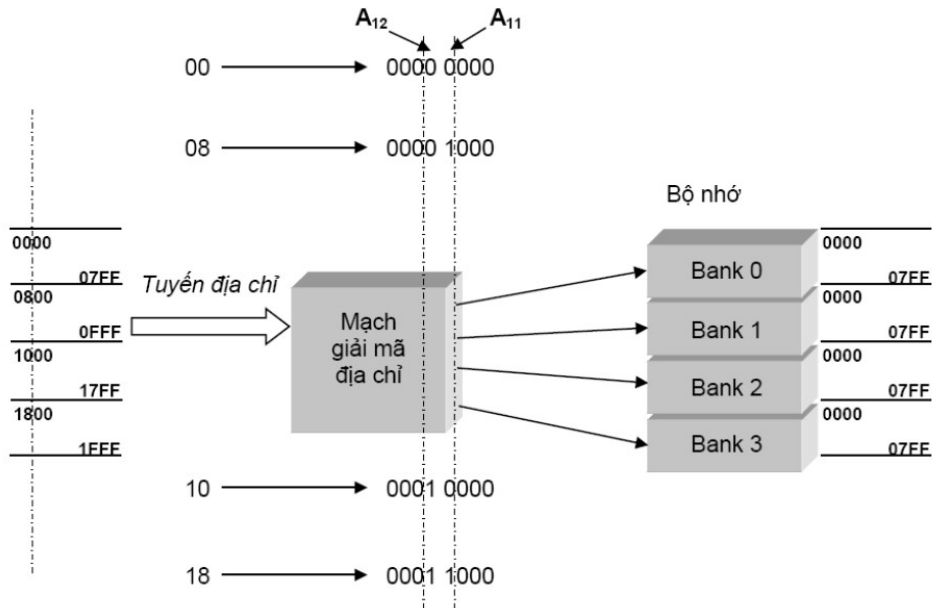 A12 A11
00 0000 0000
08 0000 1000
Bộ nhớ
0000
07FF
0800
0FFF
1000
17FF
1800
1FFF
Tuyến địa chỉ
Mạch
giải mã
địa chỉ
Bank 0
Bank 1
Bank 2
Bank 3
0000
07FF
0000
07FF
0000
07FF
0000
07FF
10 0001 0000
18 0001 1000